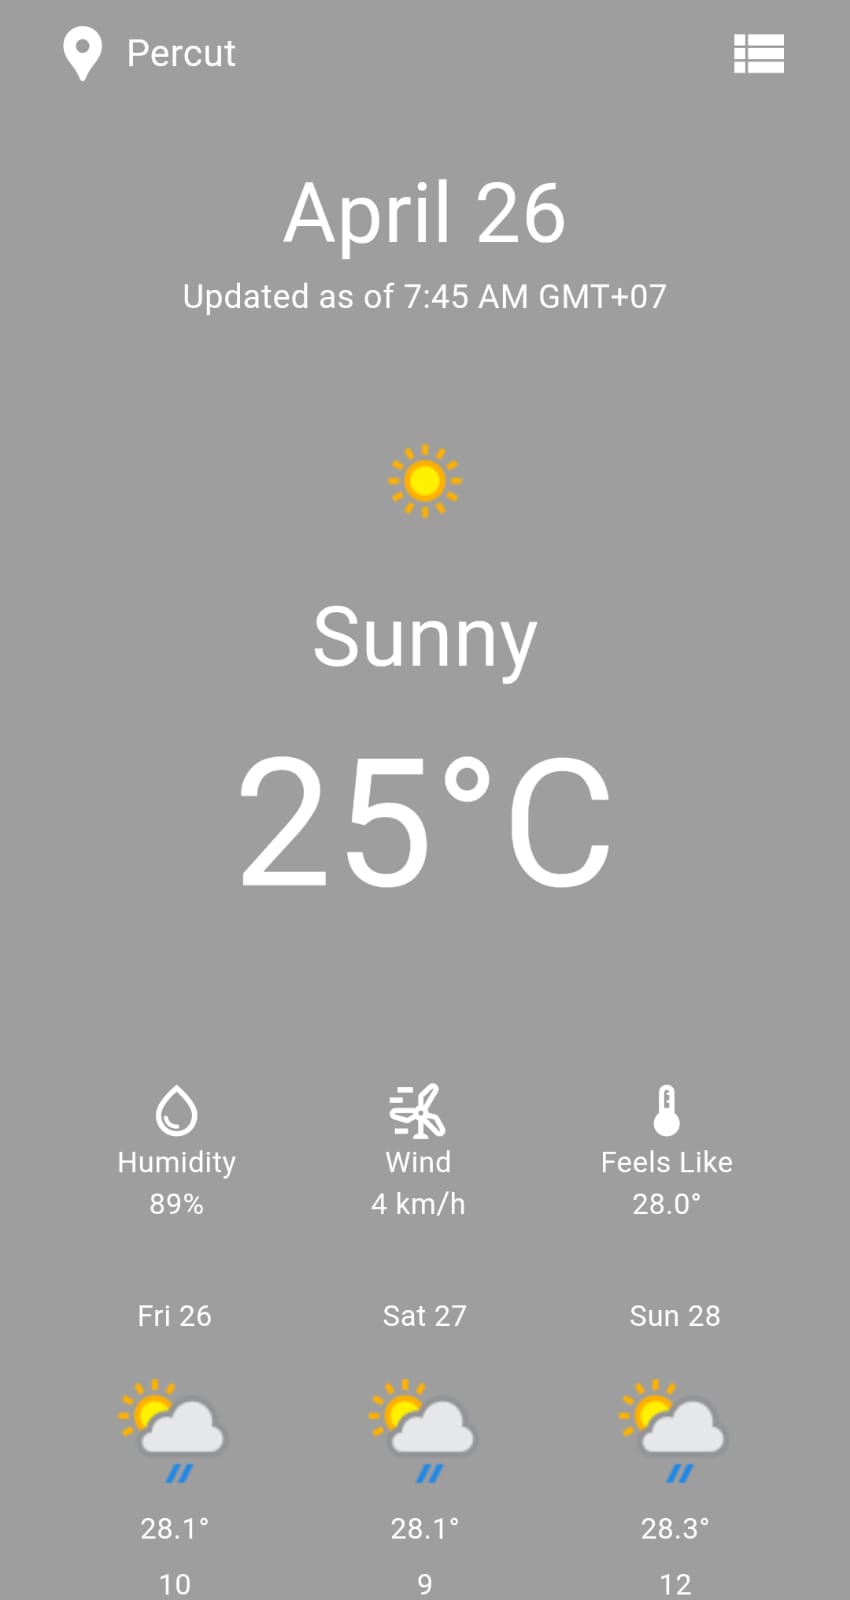 Percut
April 26
Updated as of 7:45 AM GMT+07
Sunny
25°C
Humidity Wind Feels Like
89% 4 km/h 28.0°
Fri 26 Sat 27 Sun 28
28.1° 28.1° 28.3°
10 9 12